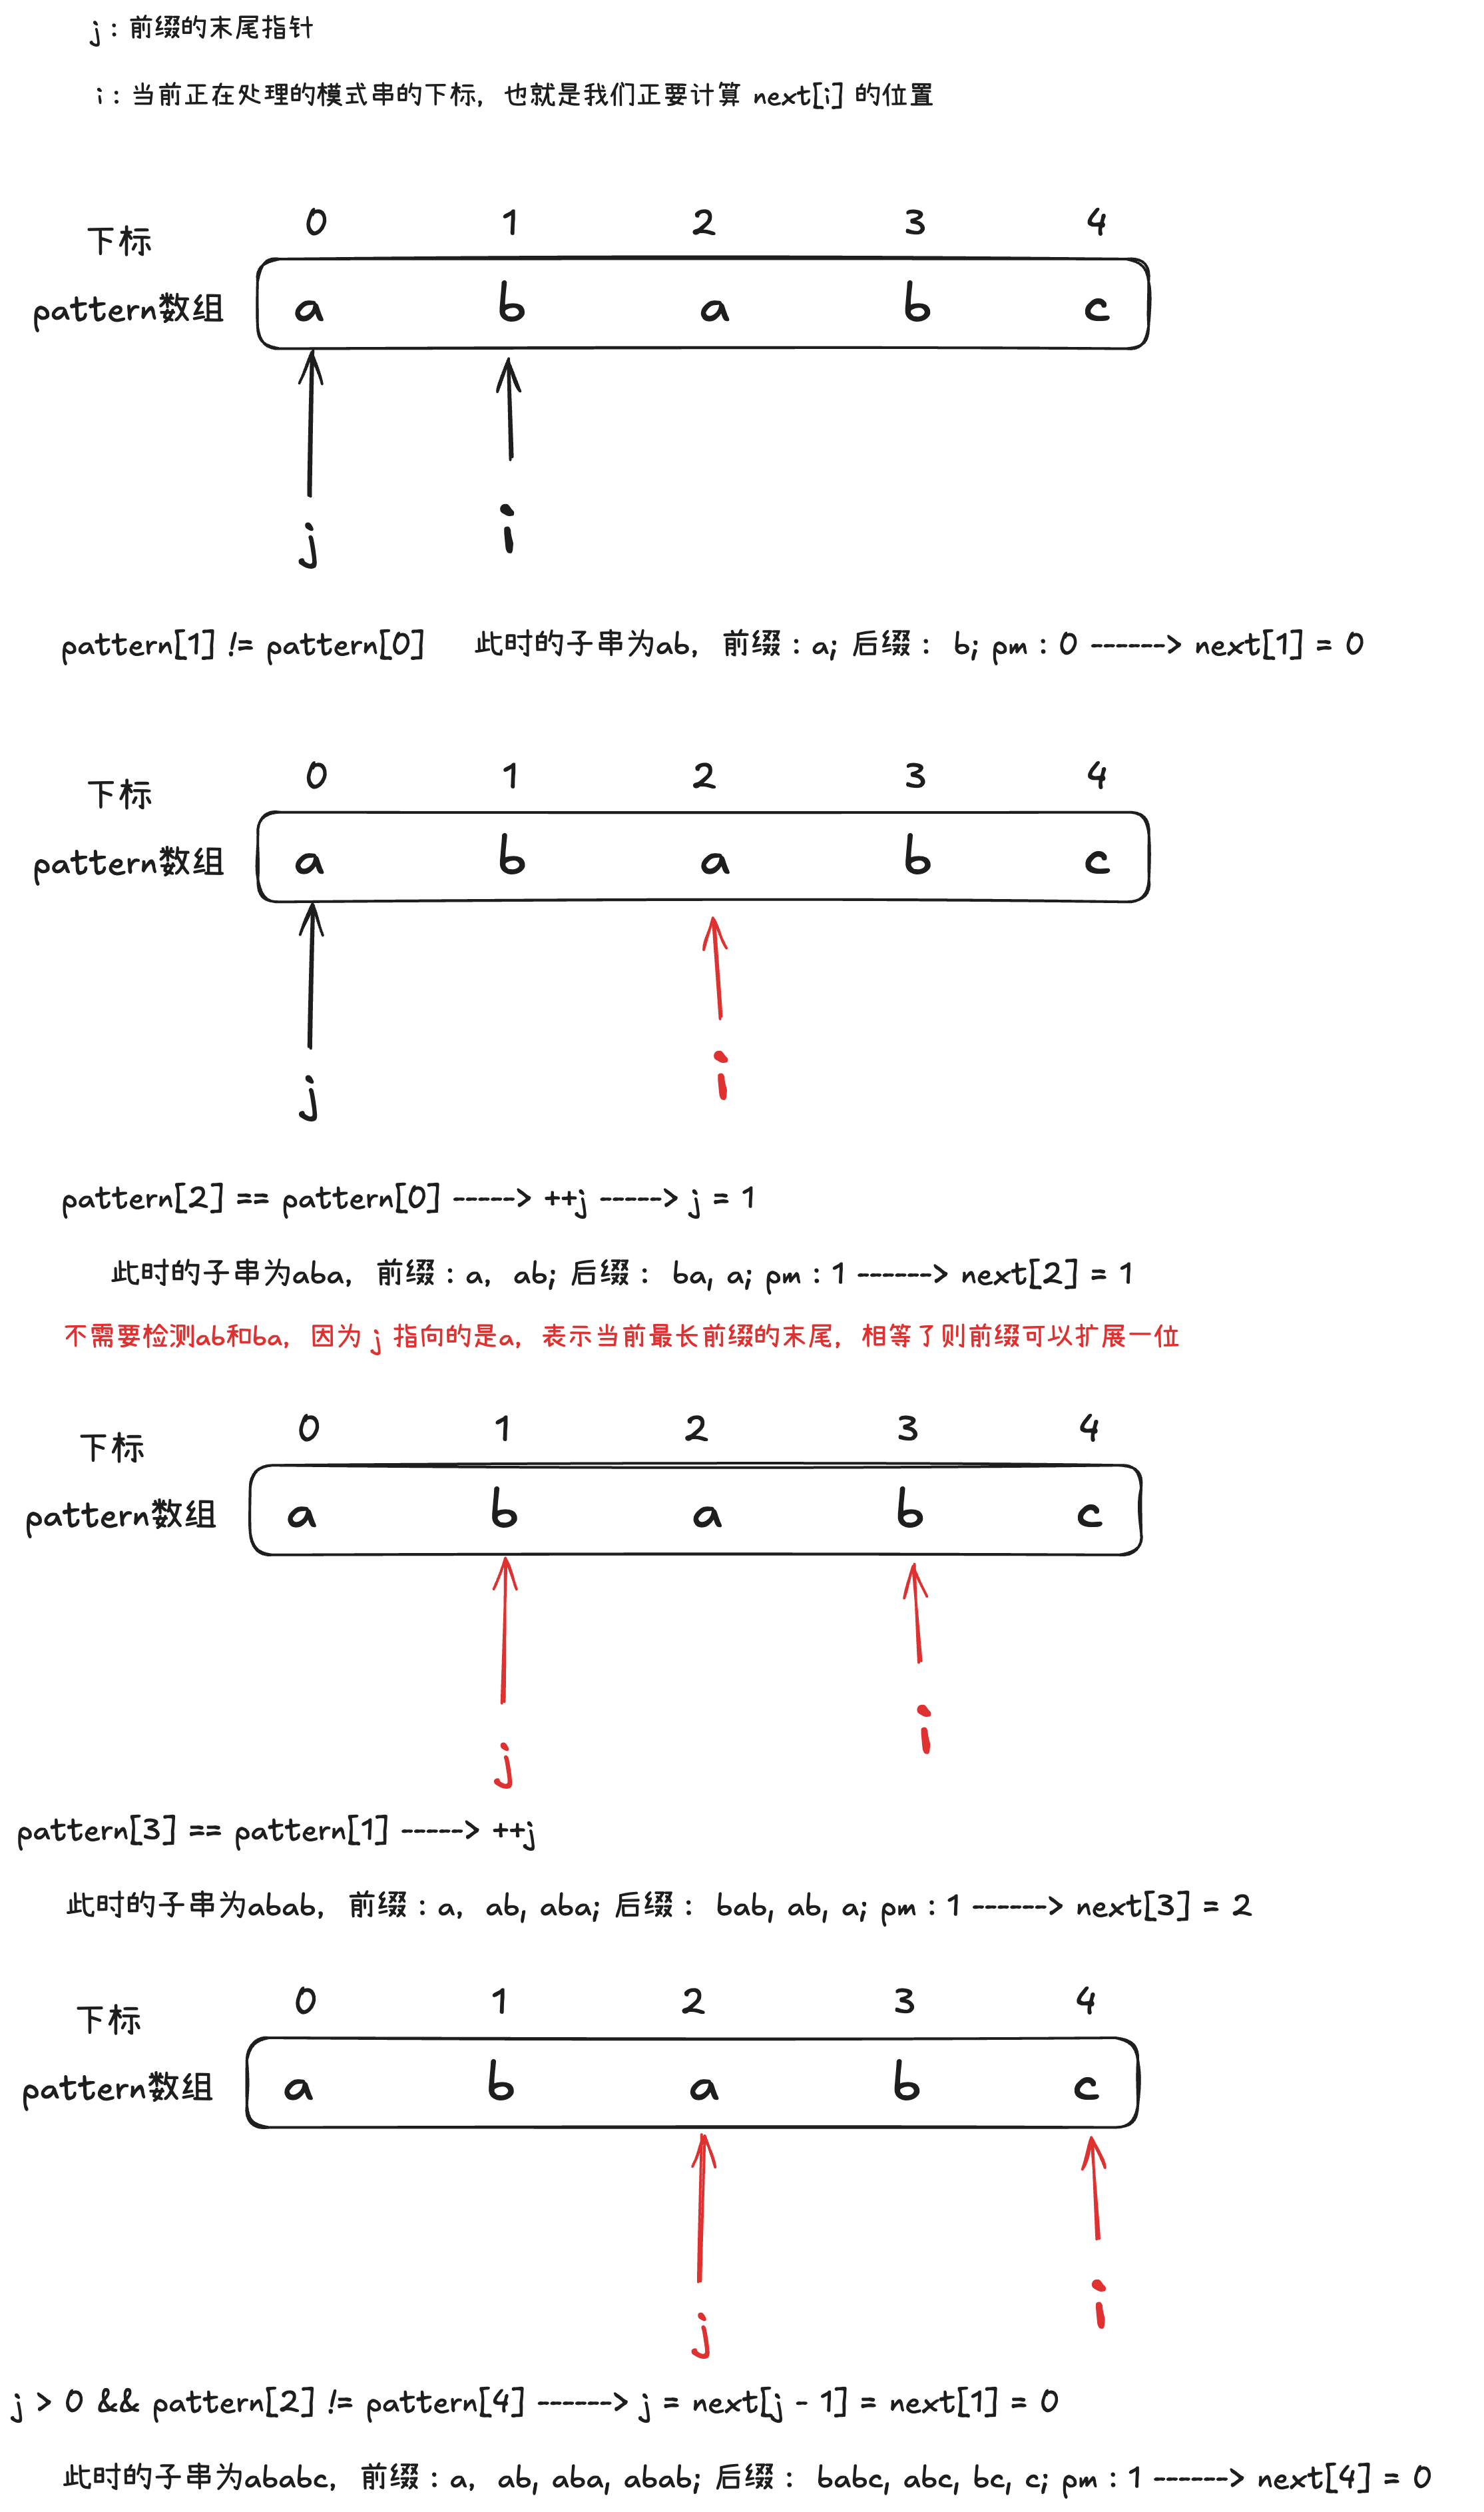 j：前缀的末尾指针
i：当前正在处理的模式串的下标，也就是我们正要计算 next[i] 的位置
下标 0 1 2 3 4
pattern数组 a b a b c
j i
pattern[1] != pattern[0] 此时的子串为ab，前缀：a; 后缀： b; pm：0 -------> next[1] = 0
下标 0 1 2 3 4
pattern数组 a b a b c
j i
pattern[2] == pattern[0] ------> ++j ------> j = 1
此时的子串为aba，前缀：a，ab; 后缀： ba, a; pm：1 -------> next[2] = 1
不需要检测ab和ba，因为 j 指向的是a，表示当前最长前缀的末尾，相等了则前缀可以扩展一位
下标 0 1 2 3 4
pattern数组 a b a b c
j i
pattern[3] == pattern[1] ------> ++j
此时的子串为abab，前缀：a，ab, aba; 后缀： bab, ab, a; pm：1 ------> next[3] = 2
下标 0 1 2 3 4
pattern数组 a b a b c
j i
j > 0 && pattern[2] != pattern[4] ------> j = next[j - 1] = next[1] = 0
此时的子串为ababc，前缀：a，ab, aba, abab; 后缀： babc, abc, bc, c; pm：1 -------> next[4] = 0